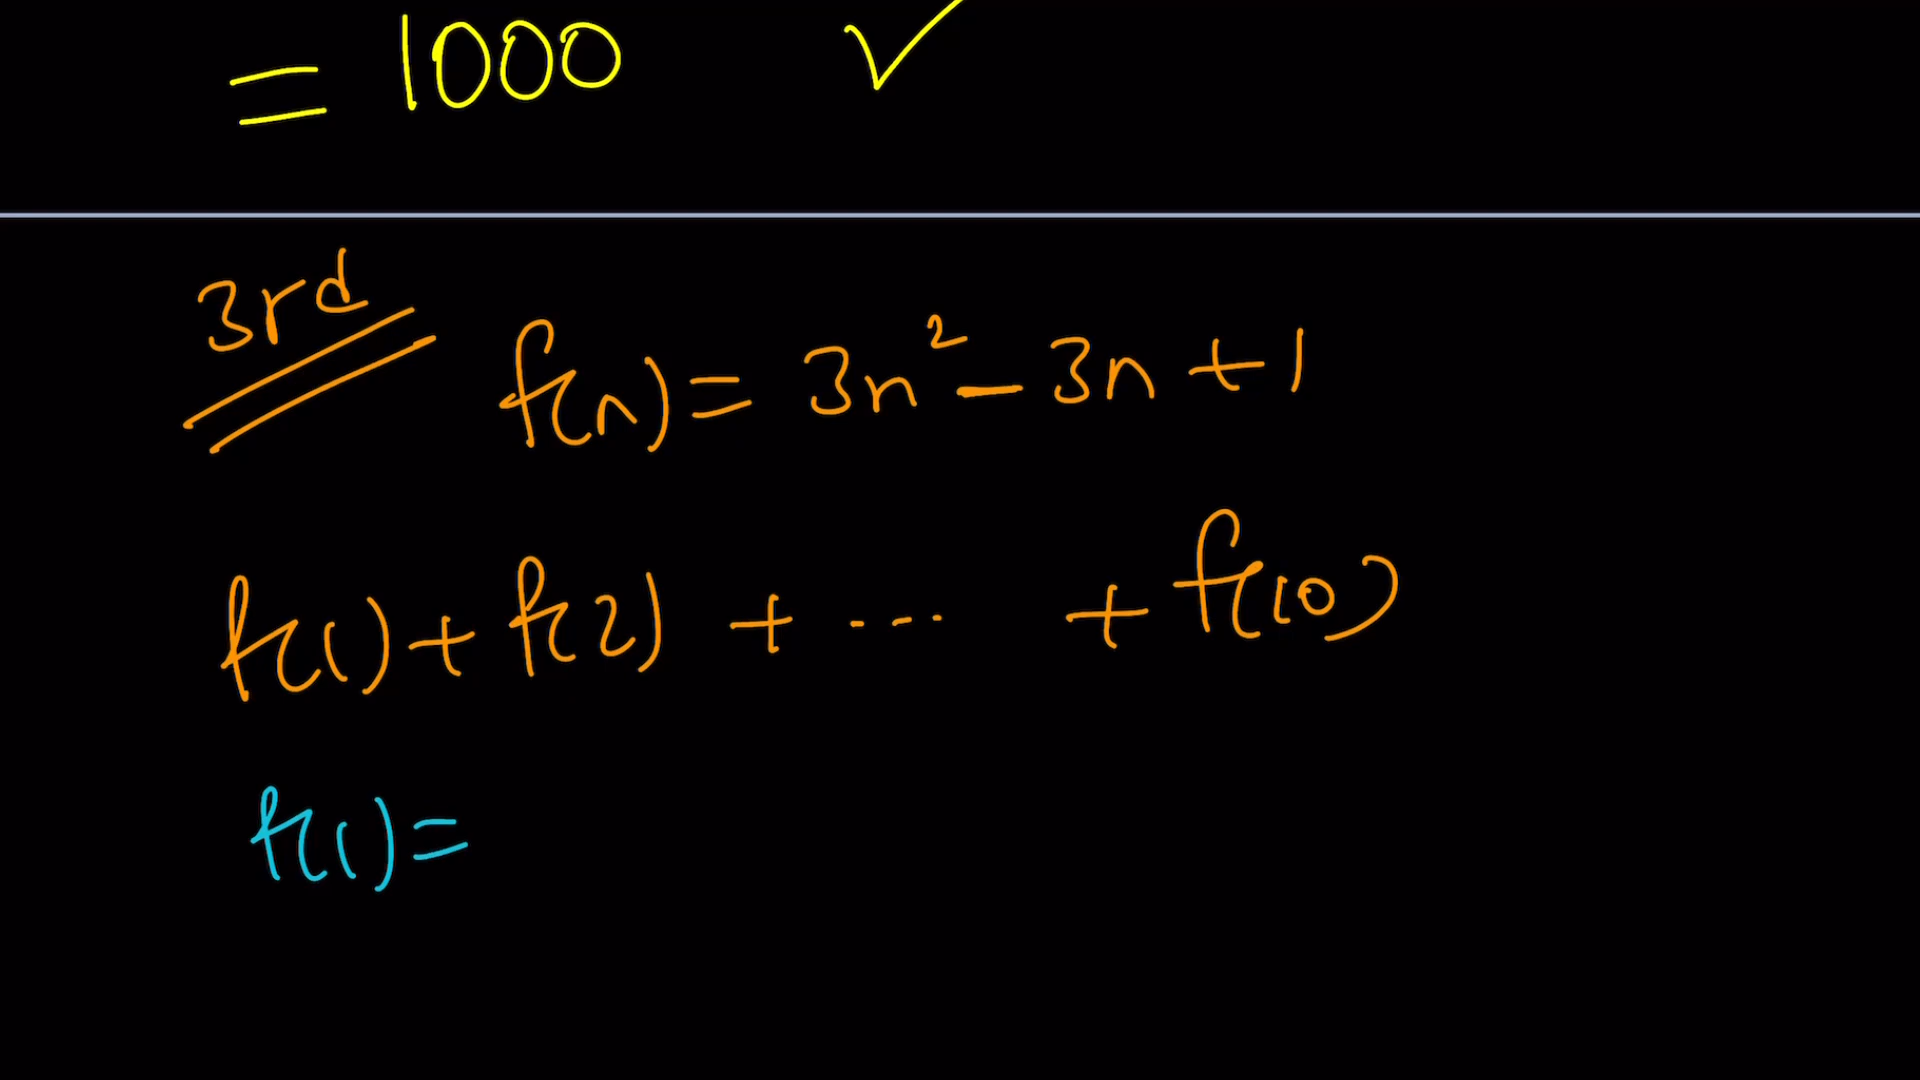 = 1000 ✓
3rd
f(n) = 3n² - 3n + 1
f(1) + f(2) + ... + f(10)
f(1) =